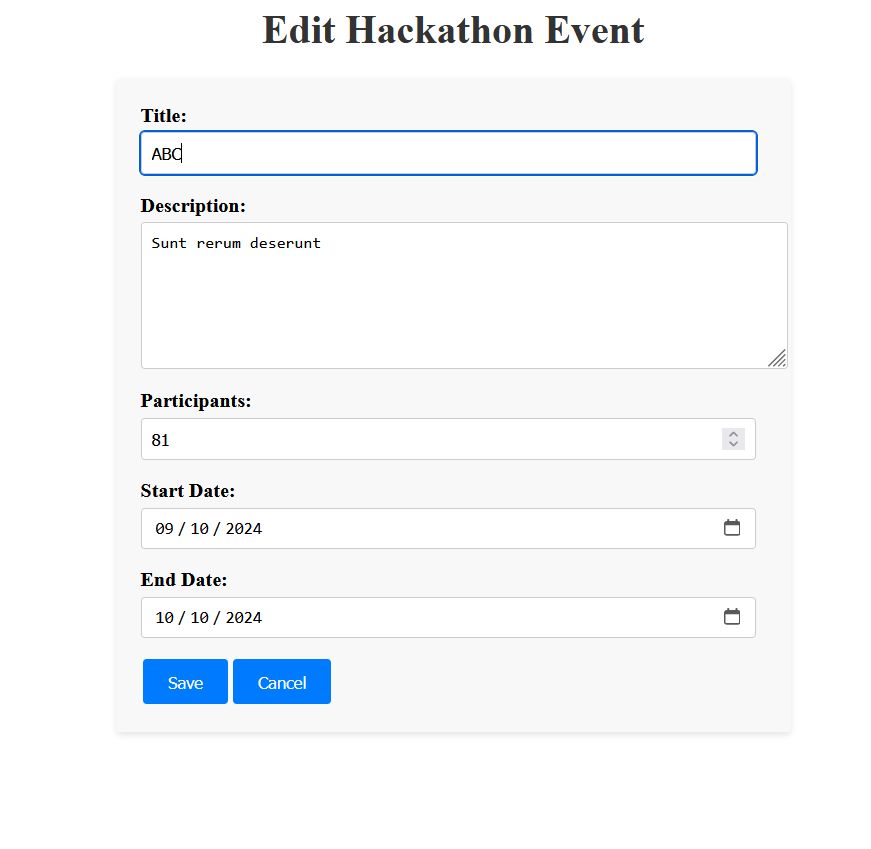 Edit Hackathon Event
Title:
ABC
Description:
Sunt rerum deserunt
Participants:
81
Start Date:
09 / 10 / 2024
End Date:
10 / 10 / 2024
Save Cancel